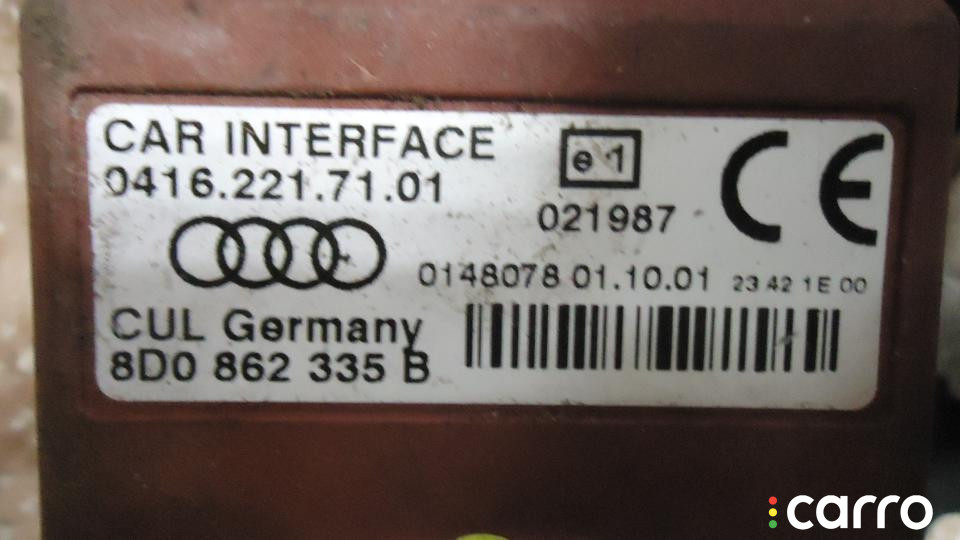 CAR INTERFACE
0416.221.71.01
e 1
021987
CE
0148078 01.10.01 23 42 1E 00
CUL Germany
8D0 862 335 B
carro